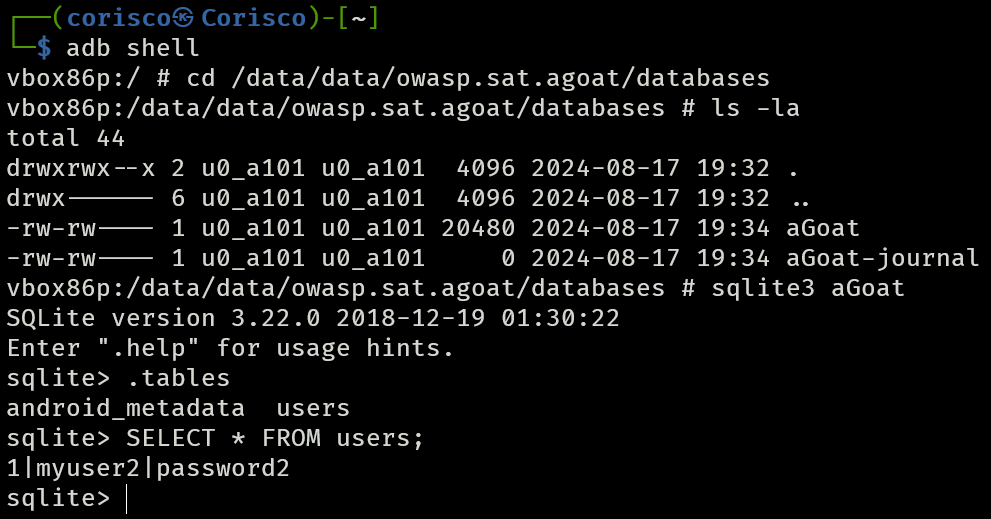 ┌──(corisco㉿Corisco)-[~]
└─$ adb shell
vbox86p:/ # cd /data/data/owasp.sat.agoat/databases
vbox86p:/data/data/owasp.sat.agoat/databases # ls -la
total 44
drwxrwx--x 2 u0_a101 u0_a101  4096 2024-08-17 19:32 .
drwx------ 6 u0_a101 u0_a101  4096 2024-08-17 19:32 ..
-rw-rw---- 1 u0_a101 u0_a101 20480 2024-08-17 19:34 aGoat
-rw-rw---- 1 u0_a101 u0_a101     0 2024-08-17 19:34 aGoat-journal
vbox86p:/data/data/owasp.sat.agoat/databases # sqlite3 aGoat
SQLite version 3.22.0 2018-12-19 01:30:22
Enter ".help" for usage hints.
sqlite> .tables
android_metadata  users
sqlite> SELECT * FROM users;
1|myuser2|password2
sqlite>